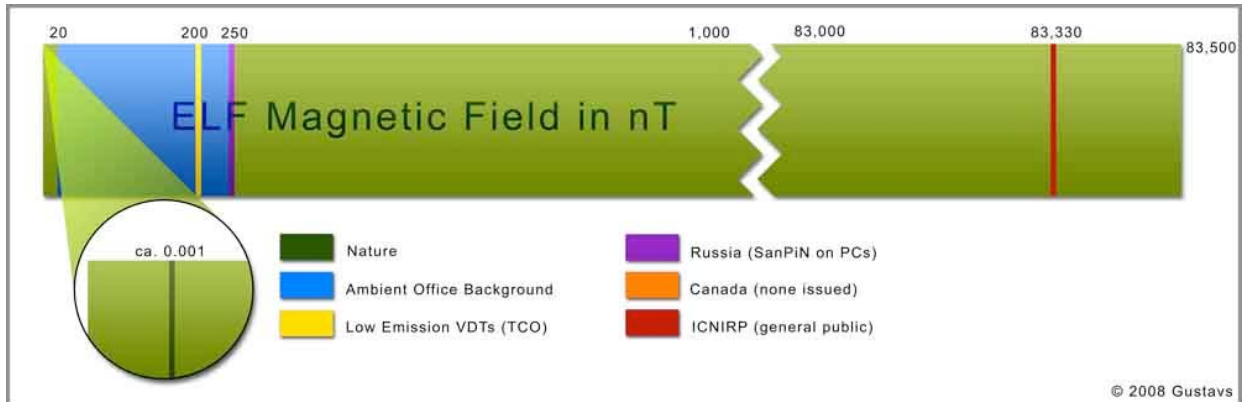 20 200 250 1,000 83,000 83,330
83,500
ELF Magnetic Field in nT
ca. 0.001
Nature
Ambient Office Background
Low Emission VDTs (TCO)
Russia (SanPiN on PCs)
Canada (none issued)
ICNIRP (general public)
© 2008 Gustavs